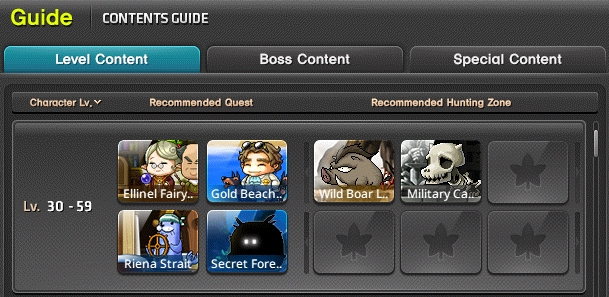 Guide CONTENTS GUIDE
Level Content Boss Content Special Content
Character Lv. Recommended Quest Recommended Hunting Zone
Ellinel Fairy.. Gold Beach.. Wild Boar L.. Military Ca..
Lv. 30 - 59
Riena Strait Secret Fore..